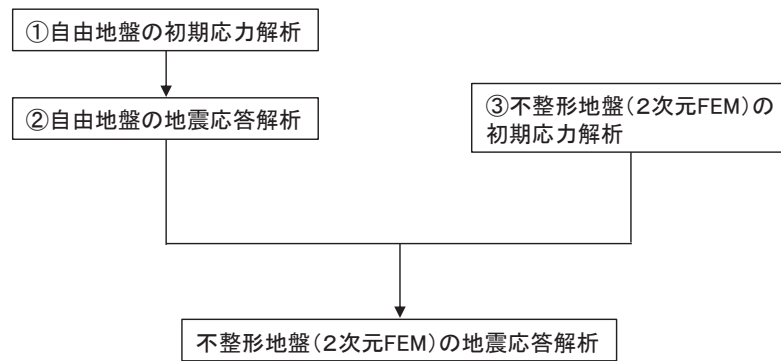 ①自由地盤の初期応力解析
②自由地盤の地震応答解析
③不整形地盤(２次元FEM)の
初期応力解析
不整形地盤(２次元FEM)の地震応答解析